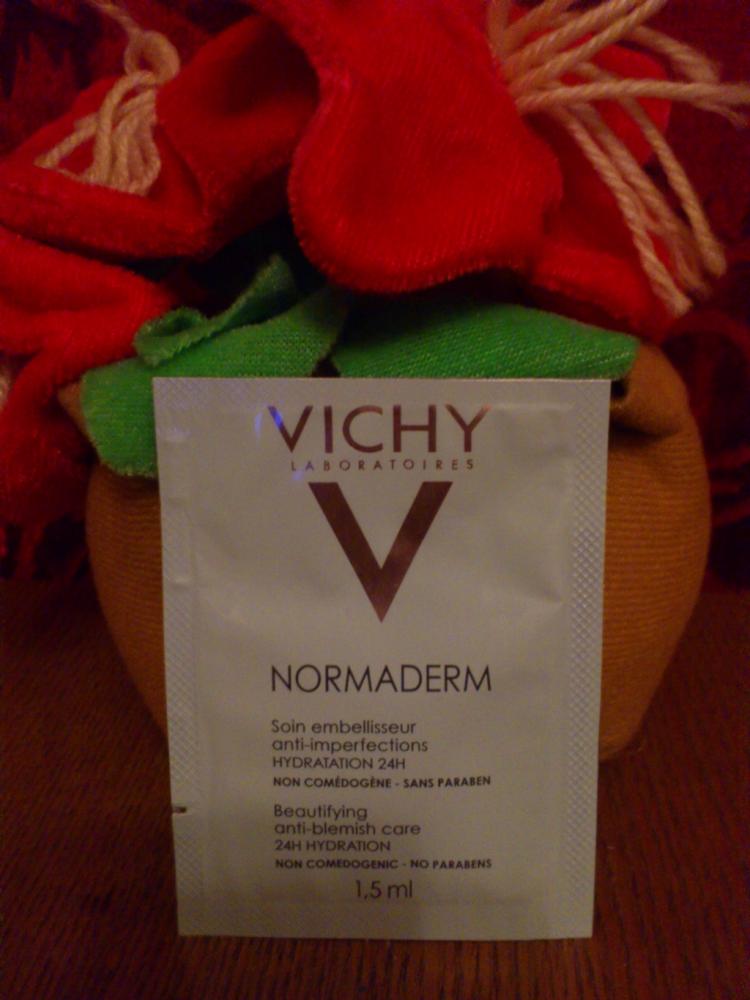 VICHY
LABORATOIRES
V
NORMADERM
Soin embellisseur
anti-imperfections
HYDRATATION 24H
NON COMÉDOGÈNE - SANS PARABEN
Beautifying
anti-blemish care
24H HYDRATION
NON COMEDOGENIC - NO PARABENS
1,5 ml